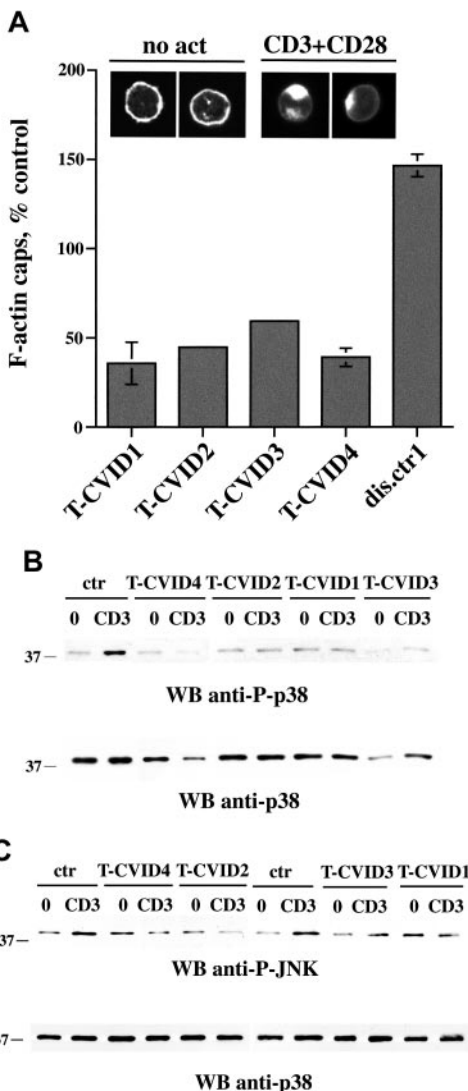 A
no act CD3+CD28
200
150
100
50
0
F-actin caps, % control
T-CVID1 T-CVID2 T-CVID3 T-CVID4 dis.ctr1
B
ctr T-CVID4 T-CVID2 T-CVID1 T-CVID3
0 CD3 0 CD3 0 CD3 0 CD3 0 CD3
37
WB anti-P-p38
37
WB anti-p38
C
ctr T-CVID4 T-CVID2 ctr T-CVID3 T-CVID1
0 CD3 0 CD3 0 CD3 0 CD3 0 CD3 0 CD3
37
WB anti-P-JNK
37
WB anti-p38